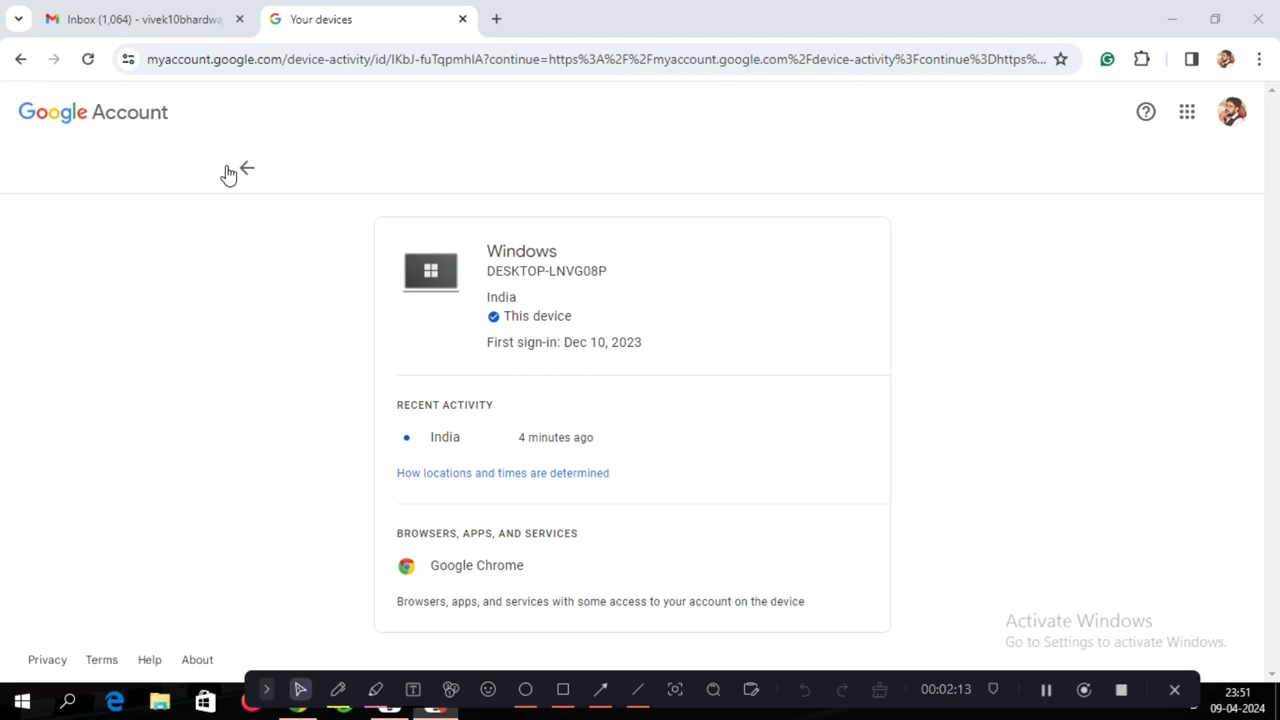 Inbox (1,064) - vivek10bhardwa
Your devices
myaccount.google.com/device-activity/id/IKbJ-fuTqpmhlA?continue=https%3A%2F%2Fmyaccount.google.com%2Fdevice-activity%3Fcontinue%3Dhttps%...
Google Account
Windows
DESKTOP-LNVG08P
India
This device
First sign-in: Dec 10, 2023
RECENT ACTIVITY
India 4 minutes ago
How locations and times are determined
BROWSERS, APPS, AND SERVICES
Google Chrome
Browsers, apps, and services with some access to your account on the device
Activate Windows
Go to Settings to activate Windows.
Privacy Terms Help About
00:02:13
23:51
09-04-2024